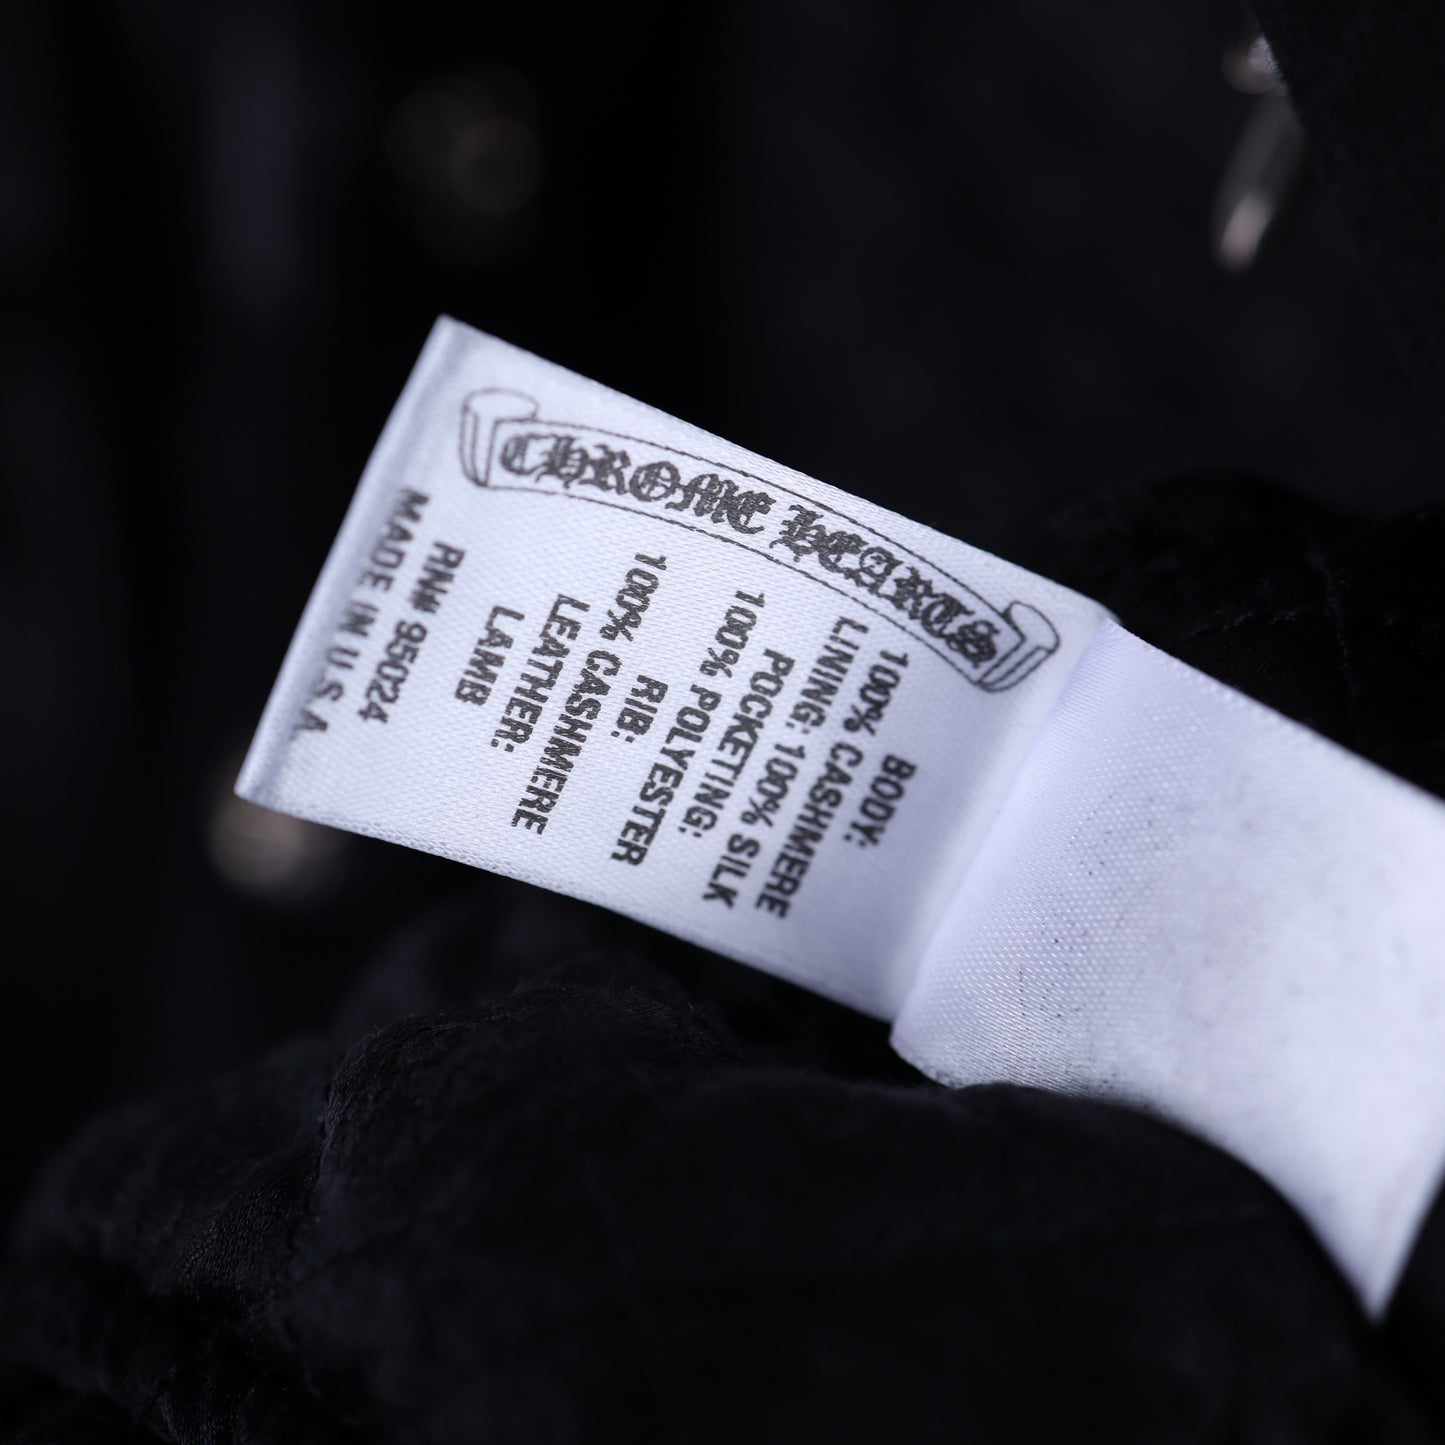 CHROME HEARTS
BODY:
100% CASHMERE
LINING: 100% SILK
POCKETING:
100% POLYESTER
RIB:
100% CASHMERE
LEATHER:
LAMB
RN# 95024
MADE IN U.S.A.